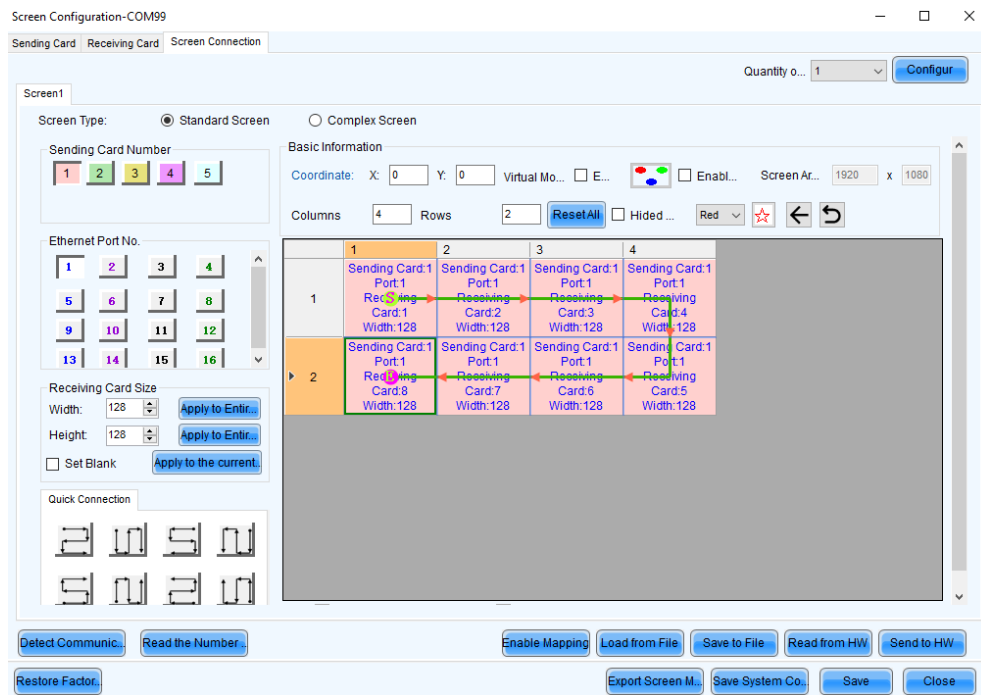 Screen Configuration-COM99
Sending Card Receiving Card Screen Connection
Quantity o... 1 Configur
Screen1
Screen Type: Standard Screen Complex Screen
Sending Card Number
1 2 3 4 5
Basic Information
Coordinate: X: 0 Y: 0 Virtual Mo... E... Enabl... Screen Ar... 1920 x 1080
Columns 4 Rows 2 Reset All Hided ... Red
Ethernet Port No.
1 2 3 4
5 6 7 8
9 10 11 12
13 14 15 16
Receiving Card Size
Width: 128 Apply to Entir...
Height: 128 Apply to Entir...
Set Blank Apply to the current..
Quick Connection
1 2 3 4
1
Sending Card:1 Sending Card:1 Sending Card:1 Sending Card:1
Port:1 Port:1 Port:1 Port:1
Receiving Receiving Receiving Receiving
Card:1 Card:2 Card:3 Card:4
Width:128 Width:128 Width:128 Width:128
2
Sending Card:1 Sending Card:1 Sending Card:1 Sending Card:1
Port:1 Port:1 Port:1 Port:1
Receiving Receiving Receiving Receiving
Card:8 Card:7 Card:6 Card:5
Width:128 Width:128 Width:128 Width:128
Detect Communic... Read the Number .. Enable Mapping Load from File Save to File Read from HW Send to HW
Restore Factor.. Export Screen M... Save System Co.. Save Close